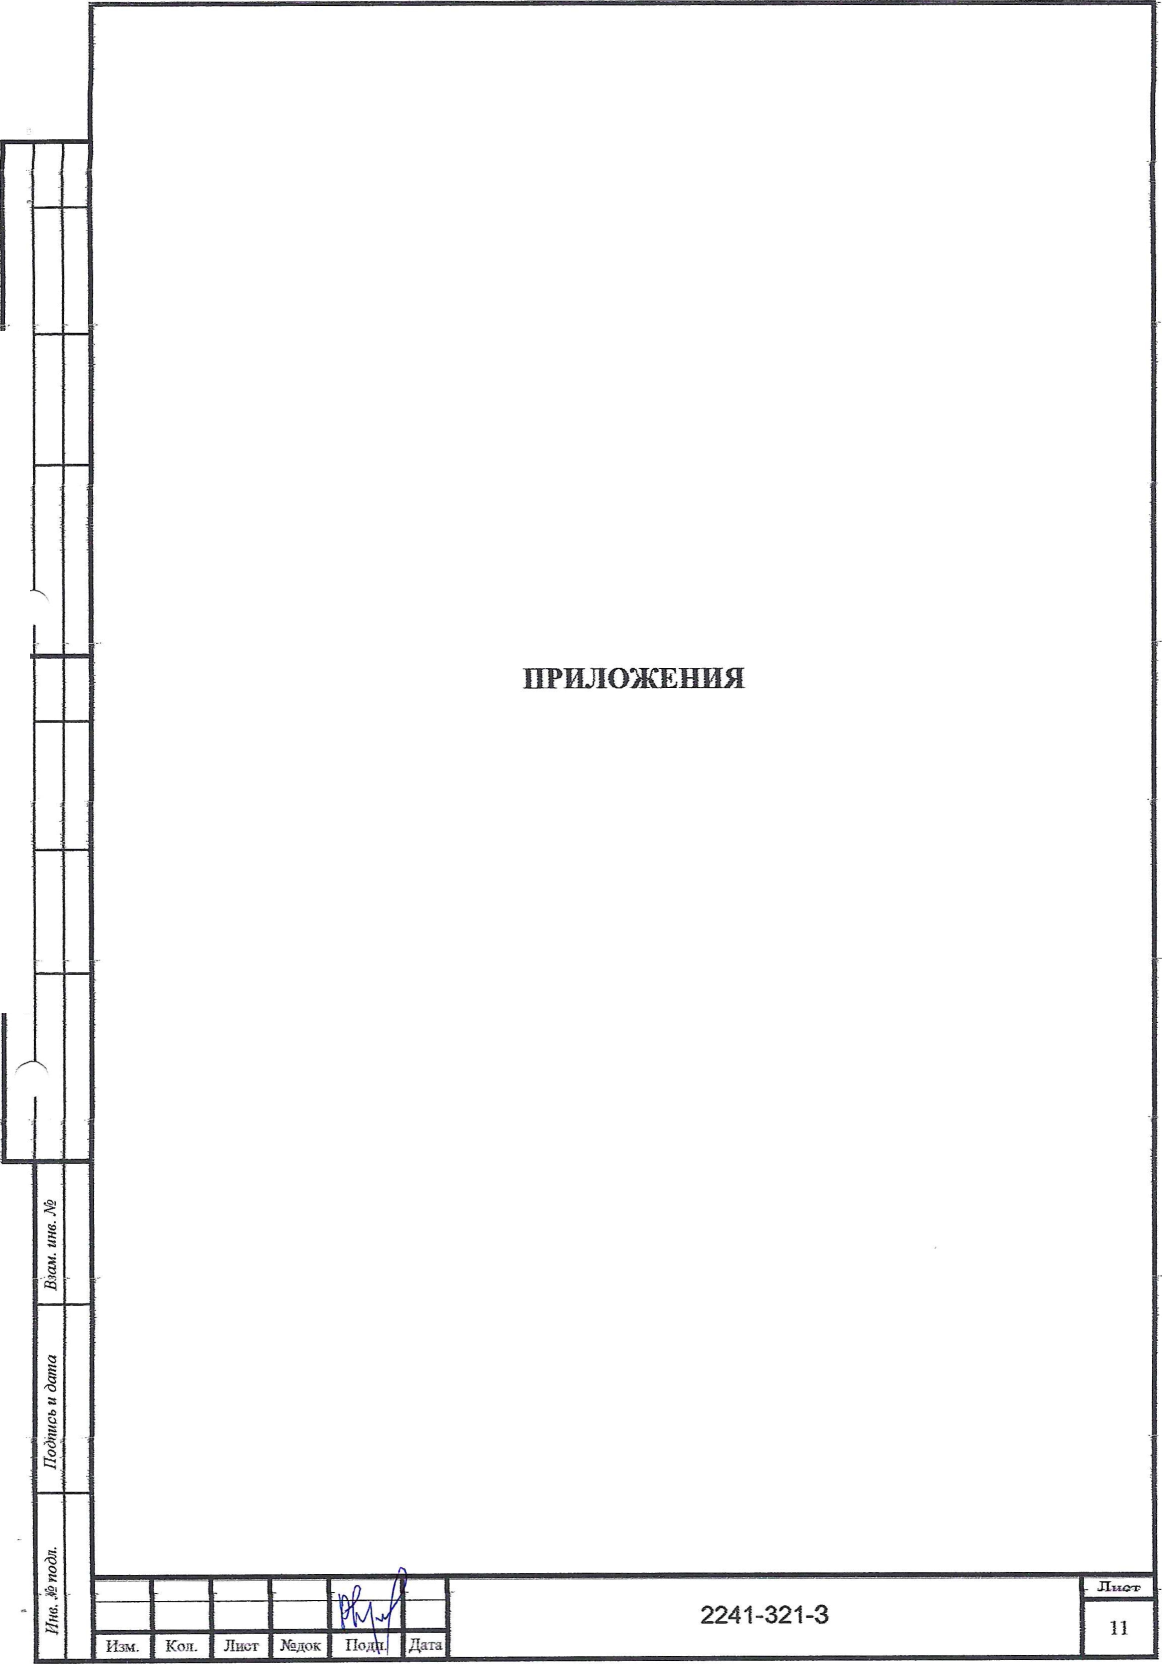 ПРИЛОЖЕНИЯ
Взам. инв. №
Подпись и дата
Инв. № подл.
Изм. Кол. Лист №док Подп. Дата
2241-321-3
Лист
11